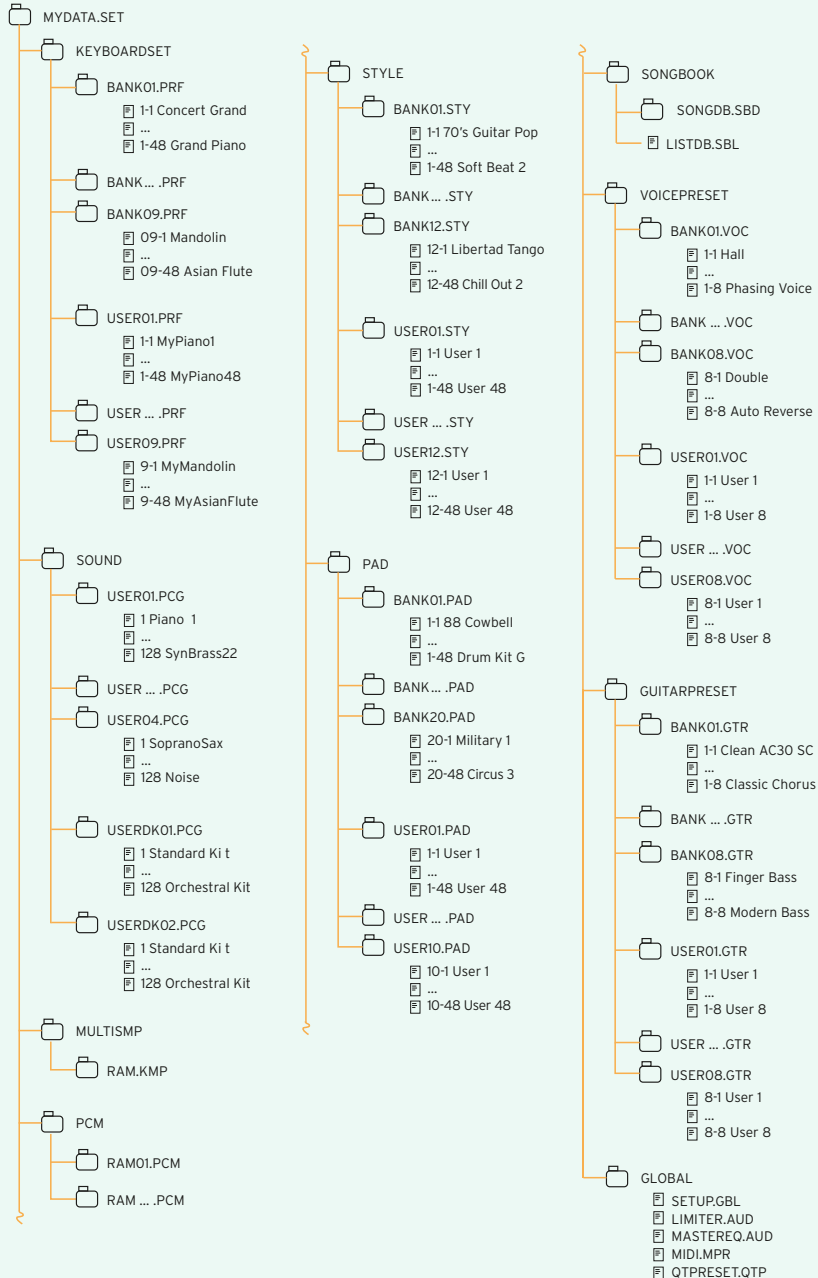 MYDATA.SET
KEYBOARDSET
BANK01.PRF
1-1 Concert Grand
...
1-48 Grand Piano
BANK... .PRF
BANK09.PRF
09-1 Mandolin
...
09-48 Asian Flute
USER01.PRF
1-1 MyPiano1
...
1-48 MyPiano48
USER ... .PRF
USER09.PRF
9-1 MyMandolin
...
9-48 MyAsianFlute
SOUND
USER01.PCG
1 Piano 1
...
128 SynBrass22
USER ... .PCG
USER04.PCG
1 SopranoSax
...
128 Noise
USERDK01.PCG
1 Standard Ki t
...
128 Orchestral Kit
USERDK02.PCG
1 Standard Ki t
...
128 Orchestral Kit
MULTISMP
RAM.KMP
PCM
RAM01.PCM
RAM ... .PCM
STYLE
BANK01.STY
1-1 70's Guitar Pop
...
1-48 Soft Beat 2
BANK... .STY
BANK12.STY
12-1 Libertad Tango
...
12-48 Chill Out 2
USER01.STY
1-1 User 1
...
1-48 User 48
USER ... .STY
USER12.STY
12-1 User 1
...
12-48 User 48
PAD
BANK01.PAD
1-1 88 Cowbell
...
1-48 Drum Kit G
BANK... .PAD
BANK20.PAD
20-1 Military 1
...
20-48 Circus 3
USER01.PAD
1-1 User 1
...
1-48 User 48
USER ... .PAD
USER10.PAD
10-1 User 1
...
10-48 User 48
SONGBOOK
SONGDB.SBD
LISTDB.SBL
VOICEPRESET
BANK01.VOC
1-1 Hall
...
1-8 Phasing Voice
BANK ... .VOC
BANK08.VOC
8-1 Double
...
8-8 Auto Reverse
USER01.VOC
1-1 User 1
...
1-8 User 8
USER ... .VOC
USER08.VOC
8-1 User 1
...
8-8 User 8
GUITARPRESET
BANK01.GTR
1-1 Clean AC30 SC
...
1-8 Classic Chorus
BANK ... .GTR
BANK08.GTR
8-1 Finger Bass
...
8-8 Modern Bass
USER01.GTR
1-1 User 1
...
1-8 User 8
USER ... .GTR
USER08.GTR
8-1 User 1
...
8-8 User 8
GLOBAL
SETUP.GBL
LIMITER.AUD
MASTEREQ.AUD
MIDI.MPR
QTPRESET.QTP